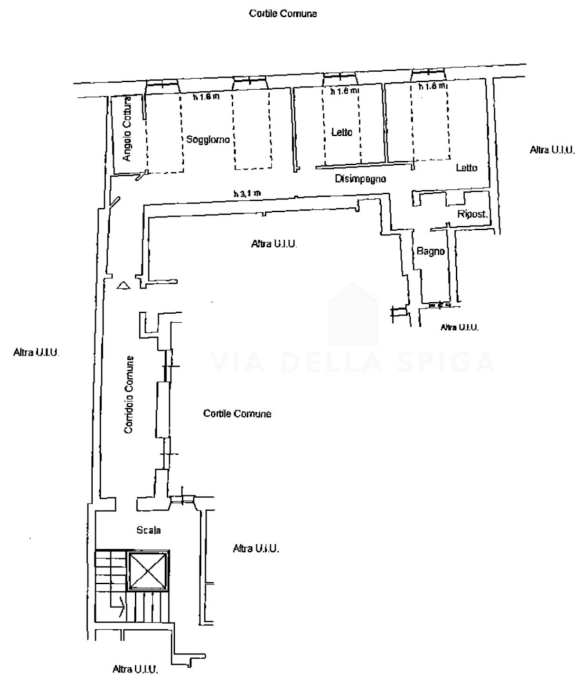 Cortile Comune
h 1.6 m
h 1.6 m
h 1.6 m
Angolo Cottura
Soggiorno
Letto
Letto
Altra U.I.U.
Disimpegno
h 3,1 m
Ripost.
Altra U.I.U.
Bagno
Altra U.I.U.
Altra U.I.U.
VIA DELLA SPIGA
Corridoio Comune
Cortile Comune
Scala
Altra U.I.U.
Altra U.I.U.